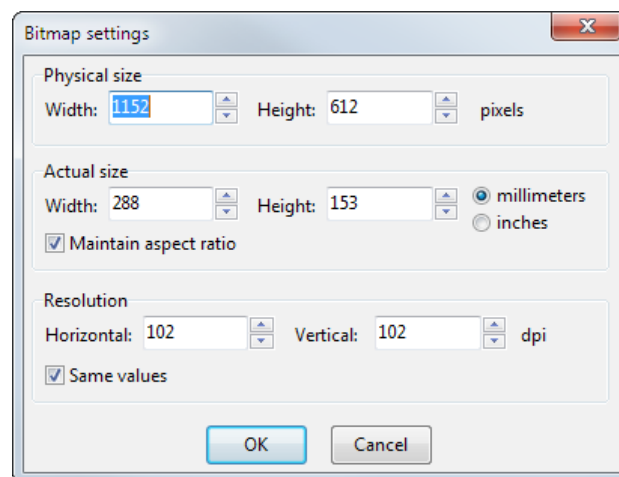 Bitmap settings
Physical size
Width: 1152 Height: 612 pixels
Actual size
Width: 288 Height: 153 millimeters
inches
Maintain aspect ratio
Resolution
Horizontal: 102 Vertical: 102 dpi
Same values
OK Cancel